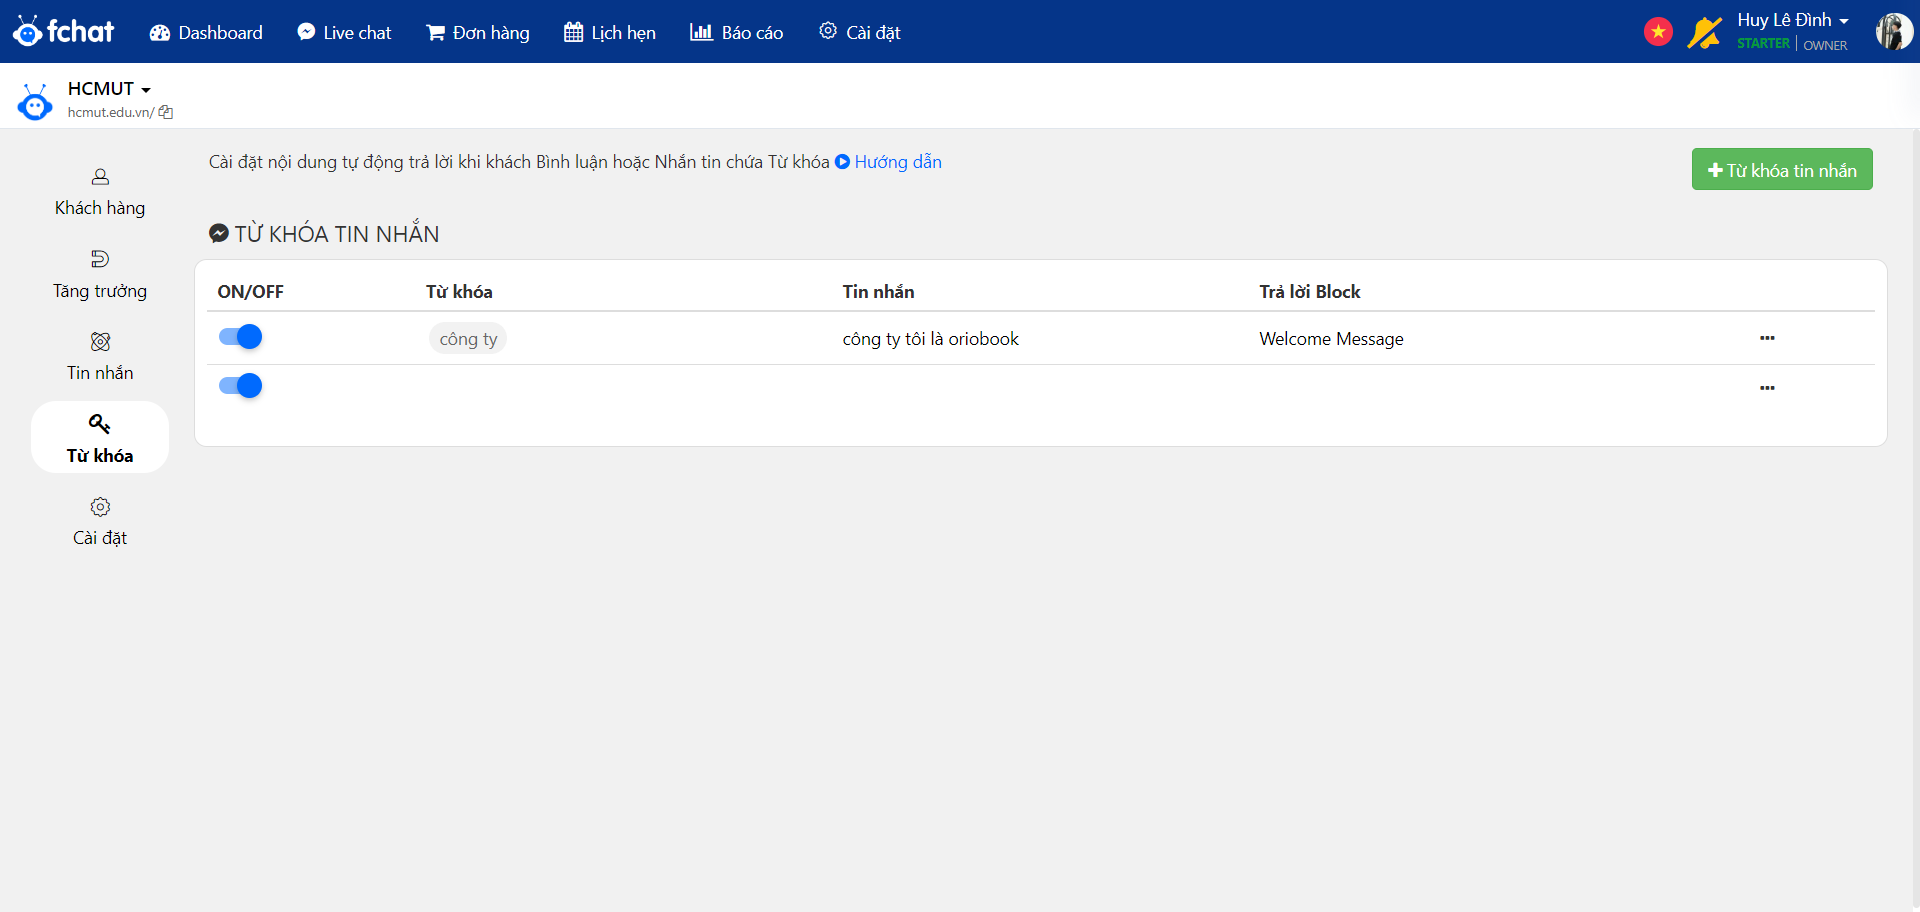 fchat Dashboard Live chat Đơn hàng Lịch hẹn Báo cáo Cài đặt Huy Lê Đình
STARTER OWNER
HCMUT
hcmut.edu.vn/
Khách hàng
Tăng trưởng
Tin nhắn
Từ khóa
Cài đặt
Cài đặt nội dung tự động trả lời khi khách Bình luận hoặc Nhắn tin chứa Từ khóa Hướng dẫn
Từ khóa tin nhắn
TỪ KHÓA TIN NHẮN
ON/OFF Từ khóa Tin nhắn Trả lời Block
công ty công ty tôi là oriobook Welcome Message